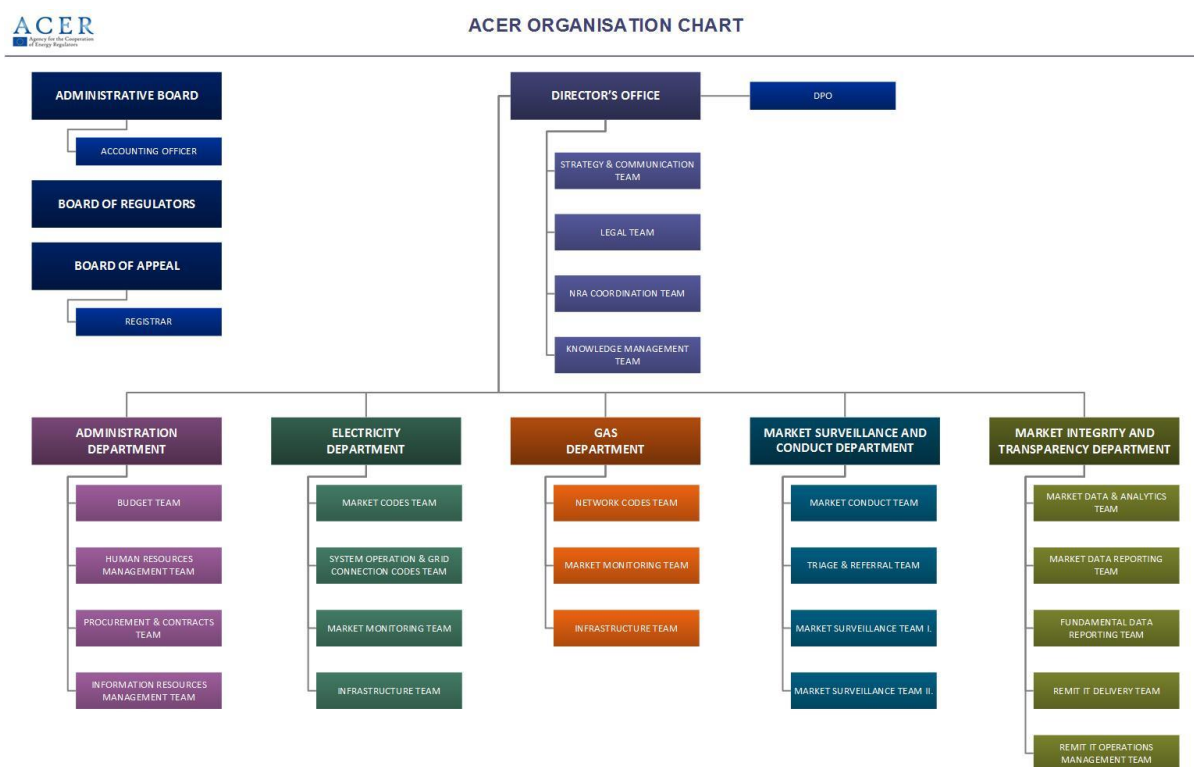 ACER
Agency for the Cooperation
of Energy Regulators
ACER ORGANISATION CHART
ADMINISTRATIVE BOARD
ACCOUNTING OFFICER
BOARD OF REGULATORS
BOARD OF APPEAL
REGISTRAR
DIRECTOR'S OFFICE
DPO
STRATEGY & COMMUNICATION
TEAM
LEGAL TEAM
NRA COORDINATION TEAM
KNOWLEDGE MANAGEMENT
TEAM
ADMINISTRATION
DEPARTMENT
BUDGET TEAM
HUMAN RESOURCES
MANAGEMENT TEAM
PROCUREMENT & CONTRACTS
TEAM
INFORMATION RESOURCES
MANAGEMENT TEAM
ELECTRICITY
DEPARTMENT
MARKET CODES TEAM
SYSTEM OPERATION & GRID
CONNECTION CODES TEAM
MARKET MONITORING TEAM
INFRASTRUCTURE TEAM
GAS
DEPARTMENT
NETWORK CODES TEAM
MARKET MONITORING TEAM
INFRASTRUCTURE TEAM
MARKET SURVEILLANCE AND
CONDUCT DEPARTMENT
MARKET CONDUCT TEAM
TRIAGE & REFERRAL TEAM
MARKET SURVEILLANCE TEAM I.
MARKET SURVEILLANCE TEAM II.
MARKET INTEGRITY AND
TRANSPARENCY DEPARTMENT
MARKET DATA & ANALYTICS
TEAM
MARKET DATA REPORTING
TEAM
FUNDAMENTAL DATA
REPORTING TEAM
REMIT IT DELIVERY TEAM
REMIT IT OPERATIONS
MANAGEMENT TEAM